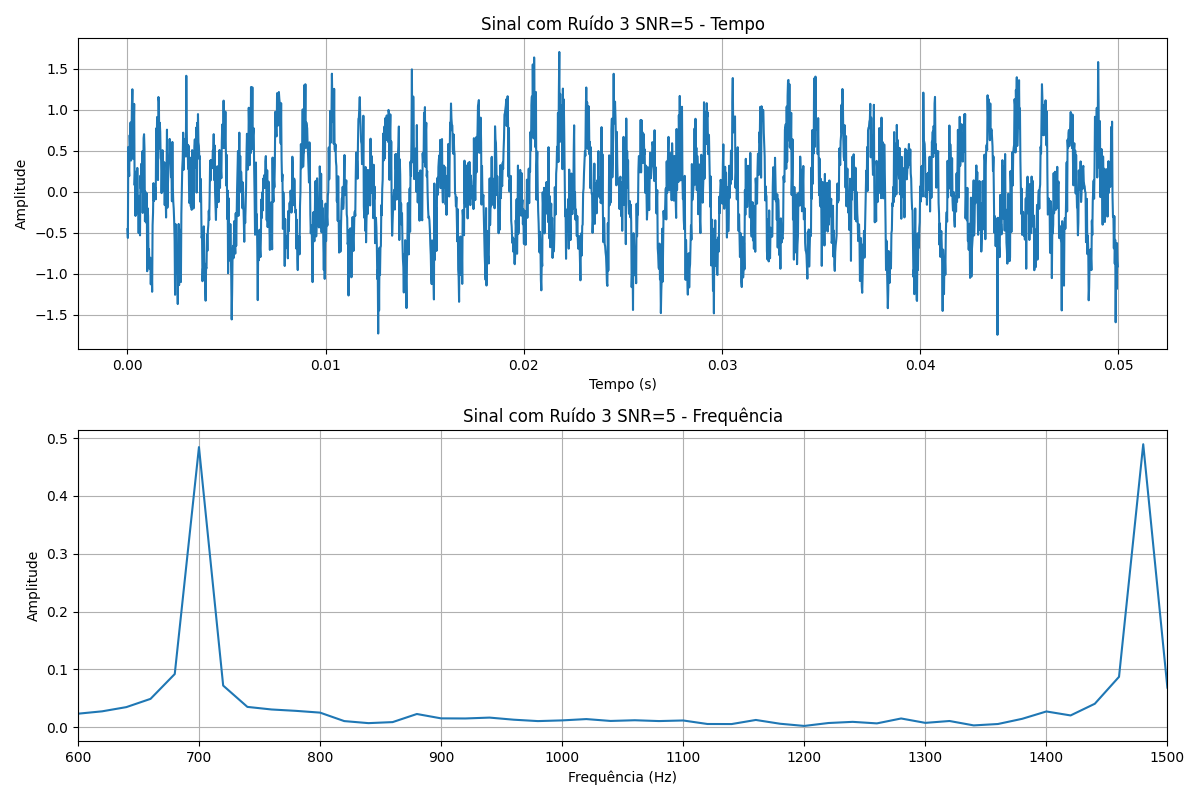 Sinal com Ruído 3 SNR=5 - Tempo
1.5
1.0
0.5
0.0
−0.5
−1.0
−1.5
Amplitude
0.00 0.01 0.02 0.03 0.04 0.05
Tempo (s)
Sinal com Ruído 3 SNR=5 - Frequência
0.5
0.4
0.3
0.2
0.1
0.0
Amplitude
600 700 800 900 1000 1100 1200 1300 1400 1500
Frequência (Hz)